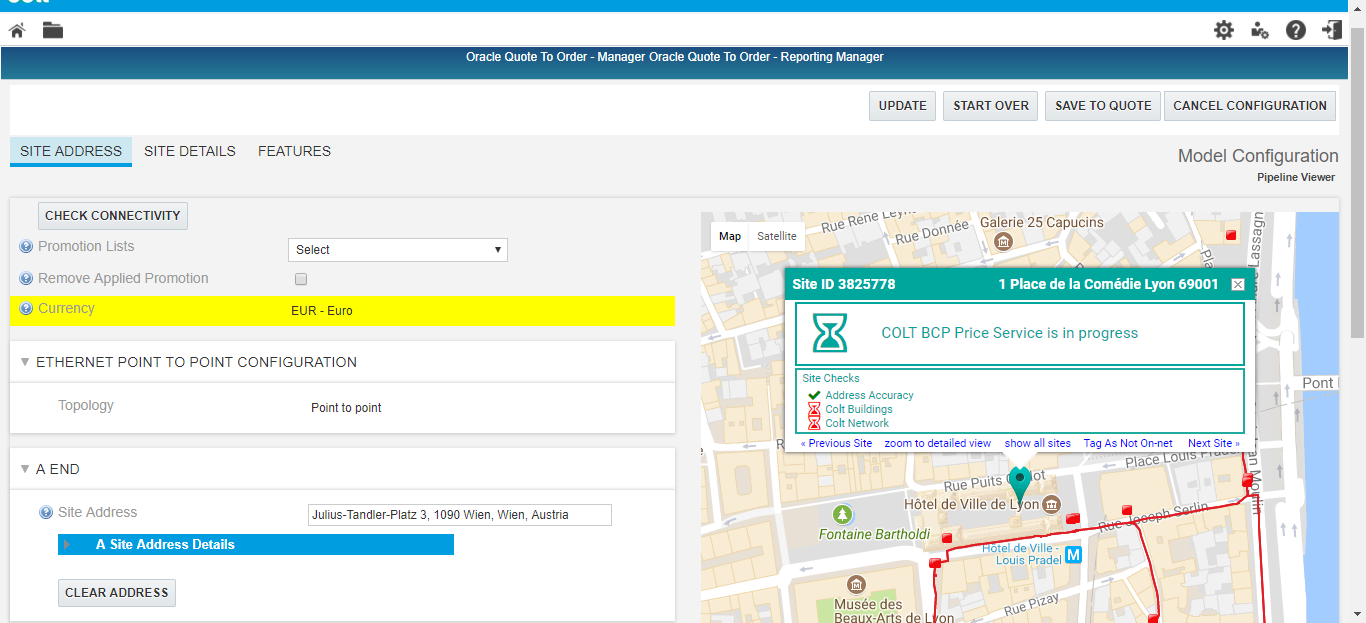 Oracle Quote To Order - Manager Oracle Quote To Order - Reporting Manager
UPDATE START OVER SAVE TO QUOTE CANCEL CONFIGURATION
SITE ADDRESS SITE DETAILS FEATURES
Model Configuration
Pipeline Viewer
CHECK CONNECTIVITY
Promotion Lists Select
Remove Applied Promotion
Currency EUR - Euro
ETHERNET POINT TO POINT CONFIGURATION
Topology Point to point
A END
Site Address Julius-Tandler-Platz 3, 1090 Wien, Wien, Austria
A Site Address Details
CLEAR ADDRESS
Map Satellite
Rue Donnée
Galerie 25 Capucins
Site ID 3825778 1 Place de la Comédie Lyon 69001
COLT BCP Price Service is in progress
Site Checks
Address Accuracy
Colt Buildings
Colt Network
« Previous Site zoom to detailed view show all sites Tag As Not On-net Next Site »
Pont
Place Louis Pradel
Rue Puits
Hôtel de Ville de Lyon
Rue Joseph Serlin
Fontaine Bartholdi
Hôtel de Ville -
Louis Pradel
M
Rue Pizay
Musée des
Beaux-Arts de Lyon